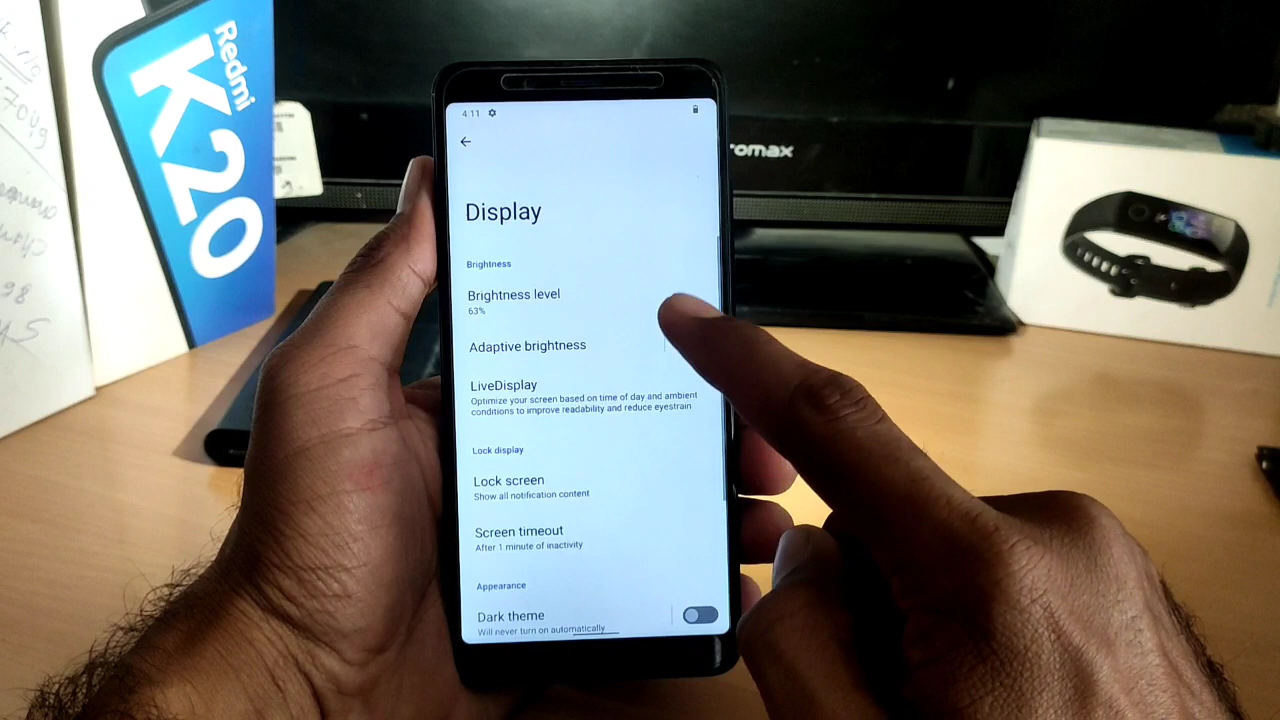 Redmi
K20
4:11
romax
Display
Brightness
Brightness level
63%
Adaptive brightness
LiveDisplay
Optimize your screen based on time of day and ambient
conditions to improve readability and reduce eyestrain
Lock display
Lock screen
Show all notification content
Screen timeout
After 1 minute of inactivity
Appearance
Dark theme
Will never turn on automatically